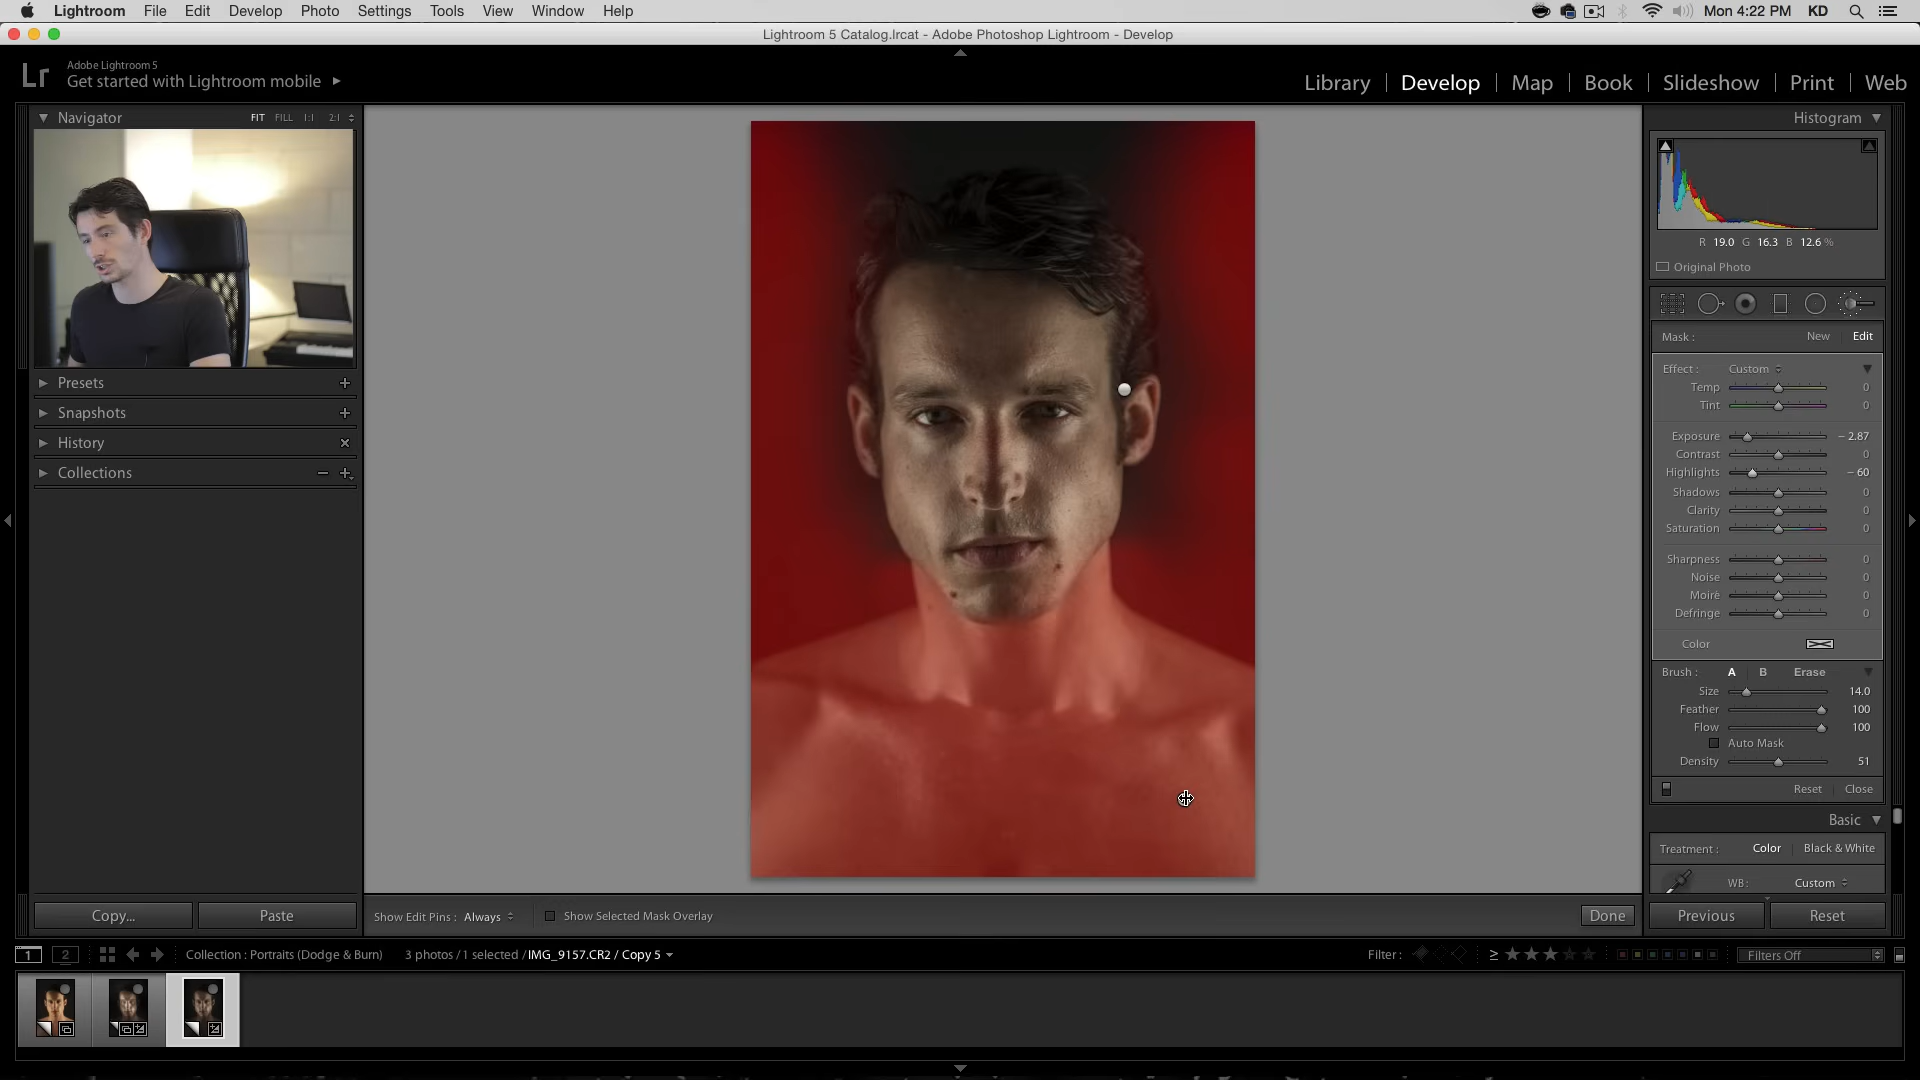 Lightroom File Edit Develop Photo Settings Tools View Window Help Mon 4:22 PM KD
Lightroom 5 Catalog.lrcat - Adobe Photoshop Lightroom - Develop
Lr
Adobe Lightroom 5
Get started with Lightroom mobile
Library Develop Map Book Slideshow Print Web
Navigator FIT FILL 1:1 2:1
Presets
Snapshots
History
Collections
Copy... Paste
Show Edit Pins : Always Show Selected Mask Overlay Done
Histogram
R 19.0 G 16.3 B 12.6 %
Original Photo
Mask : New Edit
Effect : Custom
Temp 0
Tint 0
Exposure – 2.87
Contrast 0
Highlights – 60
Shadows 0
Clarity 0
Saturation 0
Sharpness 0
Noise 0
Moiré 0
Defringe 0
Color
Brush : A B Erase
Size 14.0
Feather 100
Flow 100
Auto Mask
Density 51
Reset Close
Basic
Treatment : Color Black & White
WB : Custom
Previous Reset
1 2 Collection : Portraits (Dodge & Burn) 3 photos / 1 selected / IMG_9157.CR2 / Copy 5 Filter : ≥ Filters Off